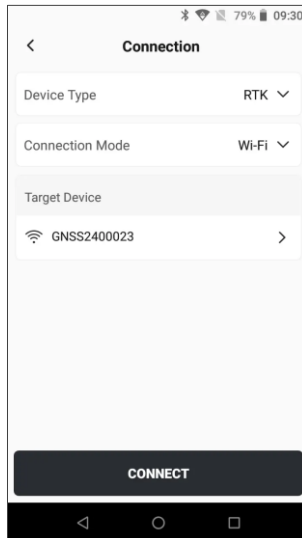 79% 09:30
Connection
Device Type RTK
Connection Mode Wi-Fi
Target Device
GNSS2400023
CONNECT